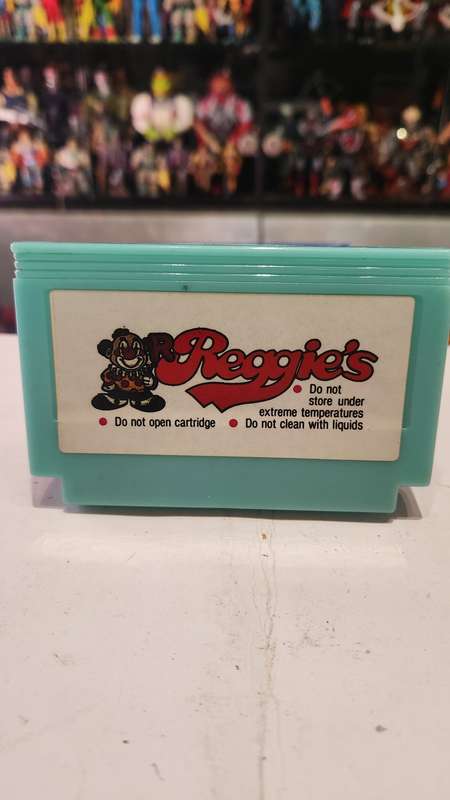 R Reggie's
Do not
store under
extreme temperatures
Do not open cartridge
Do not clean with liquids